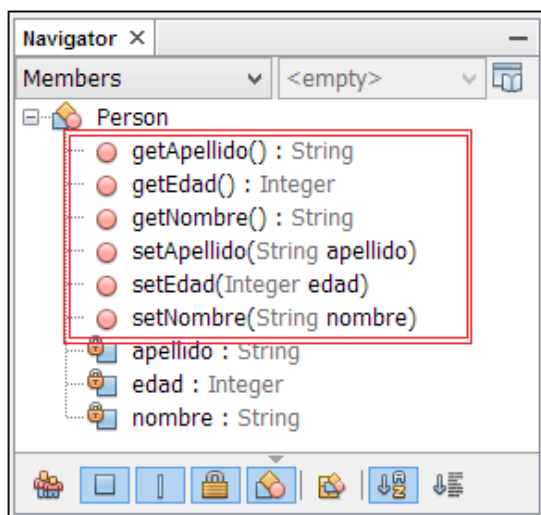 Navigator ×
Members <empty>
Person
getApellido() : String
getEdad() : Integer
getNombre() : String
setApellido(String apellido)
setEdad(Integer edad)
setNombre(String nombre)
apellido : String
edad : Integer
nombre : String